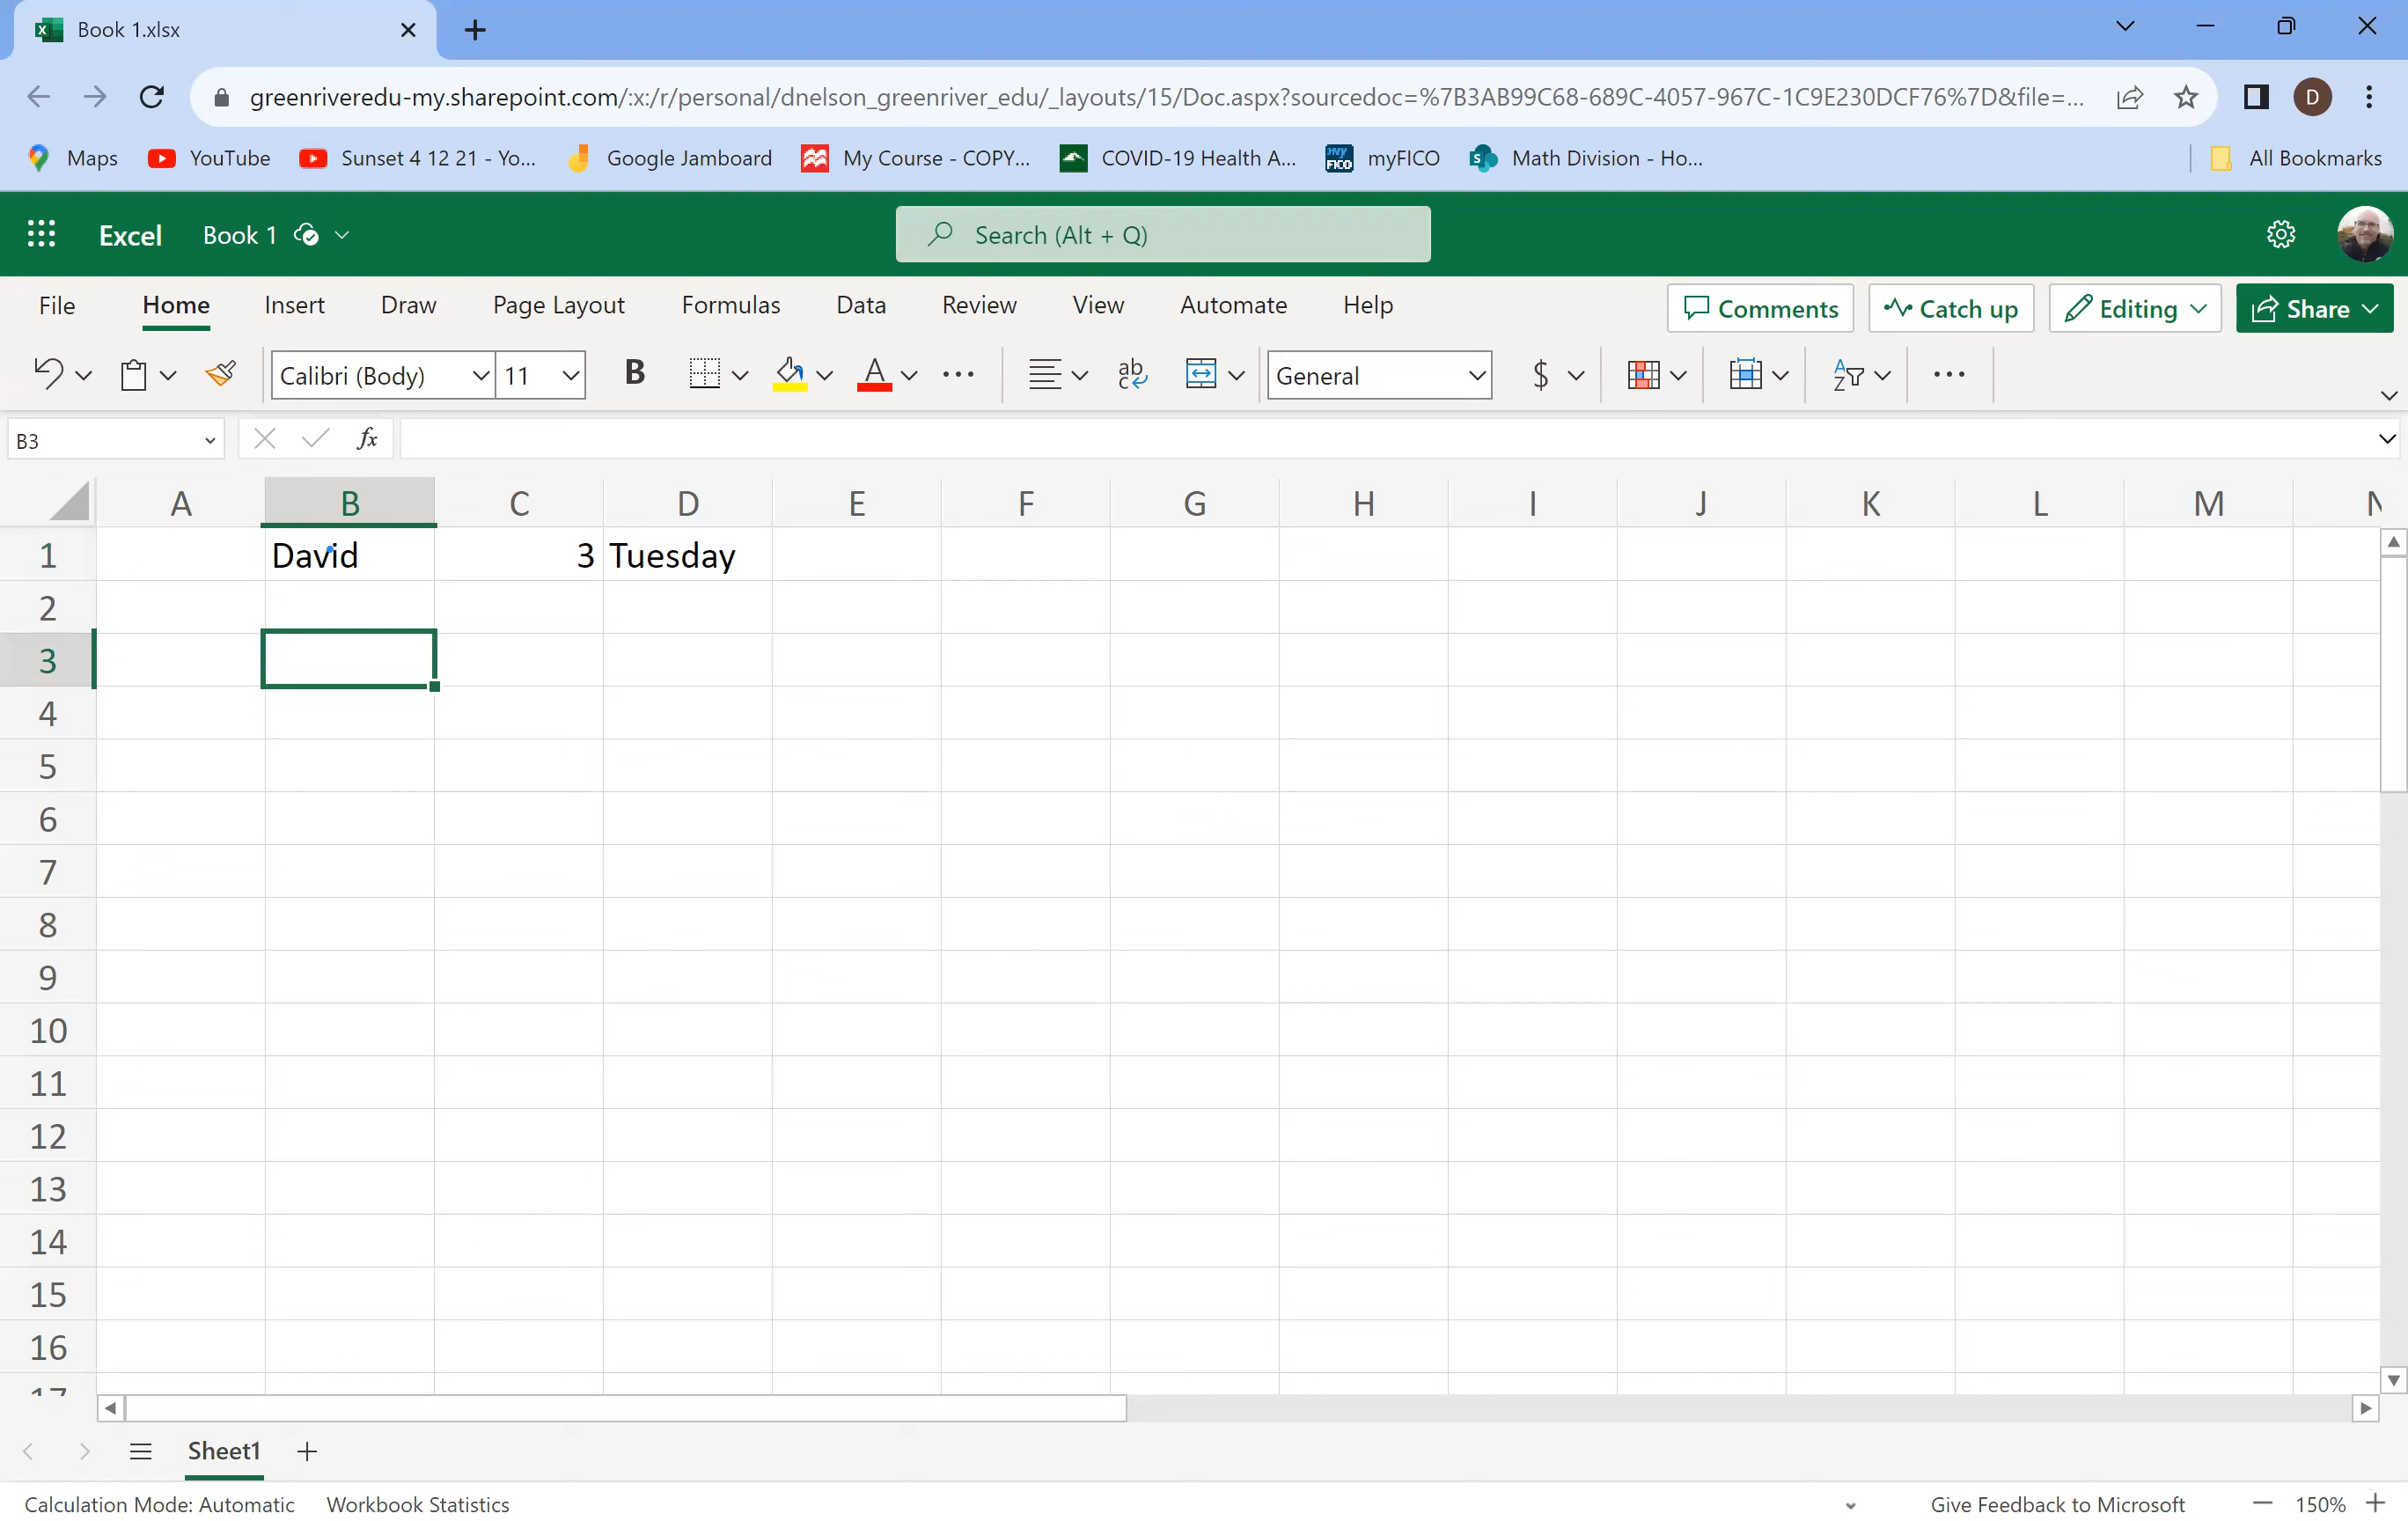 Book 1.xlsx
greenriveredu-my.sharepoint.com/:x:/r/personal/dnelson_greenriver_edu/_layouts/15/Doc.aspx?sourcedoc=%7B3AB99C68-689C-4057-967C-1C9E230DCF76%7D&file=... D
Maps YouTube Sunset 4 12 21 - Yo... Google Jamboard My Course - COPY... COVID-19 Health A... my FICO myFICO S Math Division - Ho... All Bookmarks
Excel Book 1 Search (Alt + Q)
File Home Insert Draw Page Layout Formulas Data Review View Automate Help Comments Catch up Editing Share
Calibri (Body) 11 B A ab c General $ A Z
B3 fx
A B C D E F G H I J K L M N
1 David 3 Tuesday
2
3
4
5
6
7
8
9
10
11
12
13
14
15
16
17
Sheet1
Calculation Mode: Automatic Workbook Statistics Give Feedback to Microsoft 150%